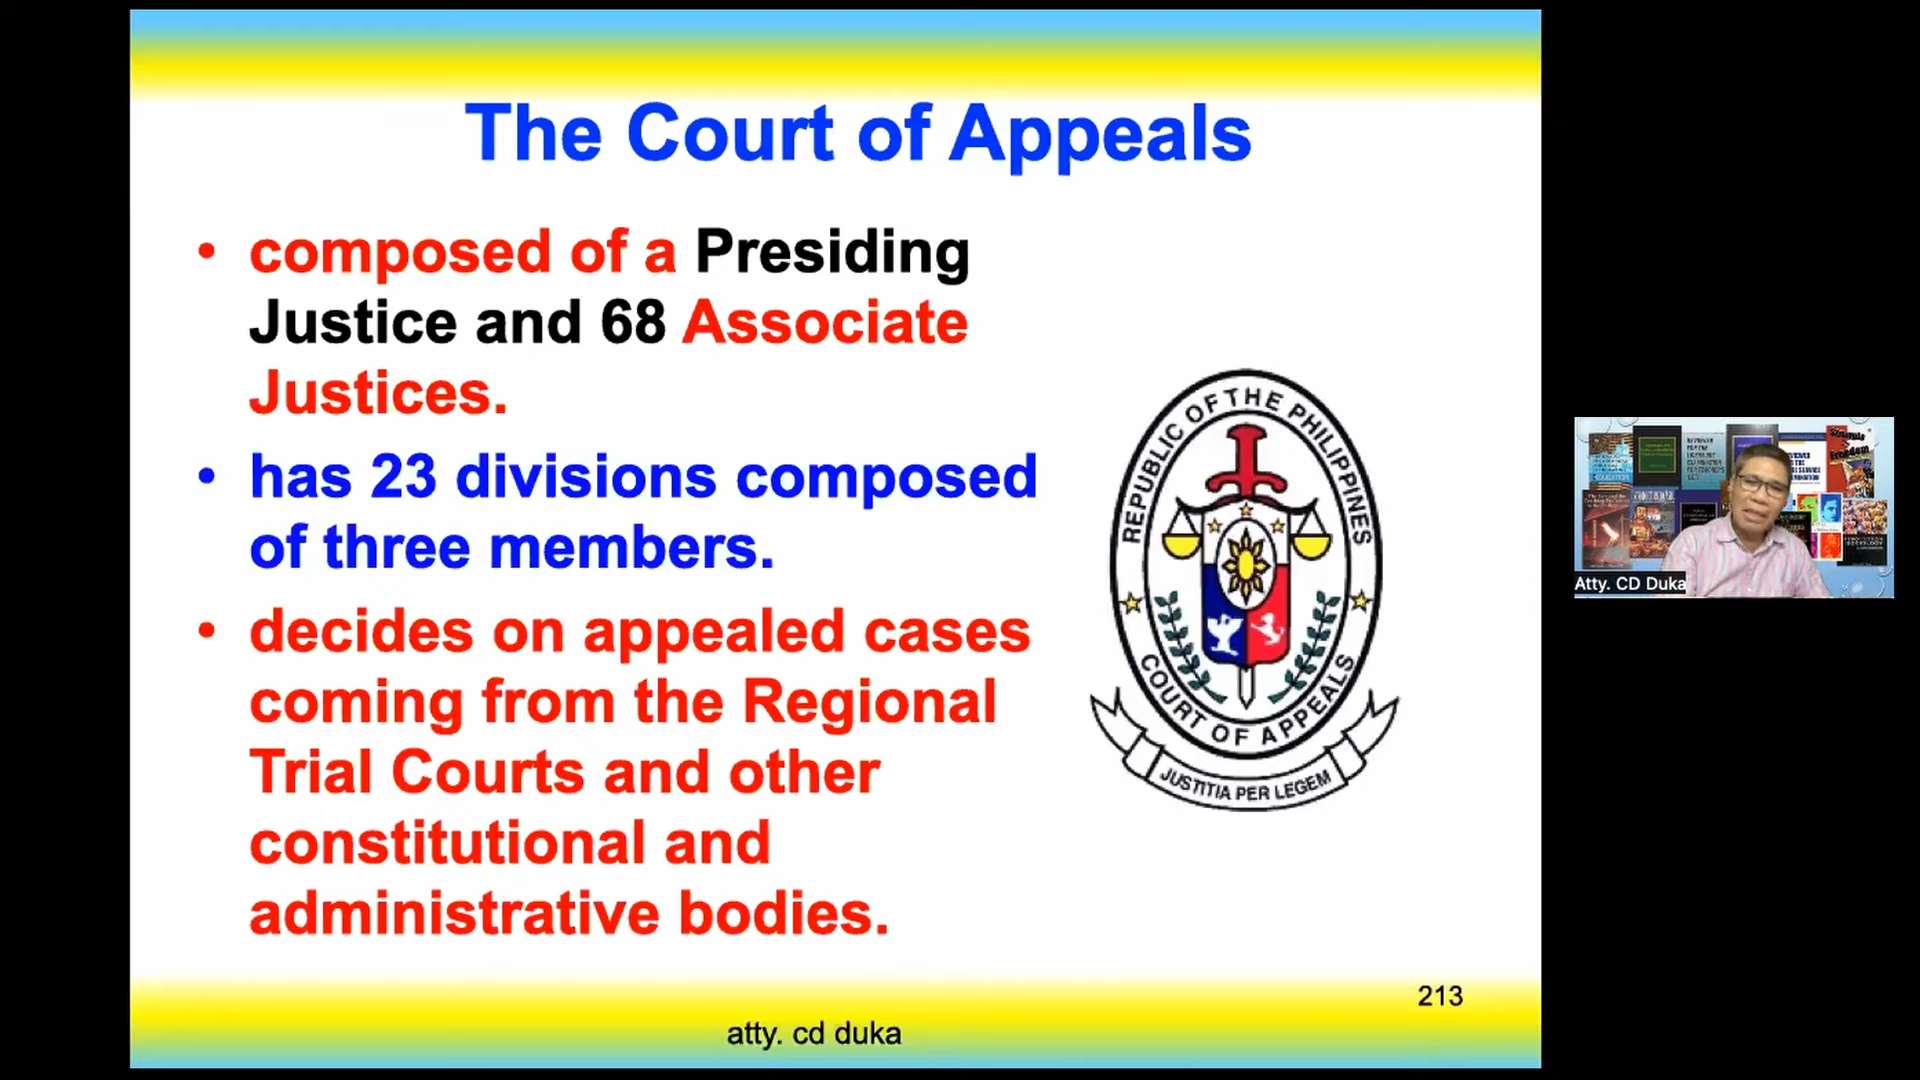 The Court of Appeals
• composed of a Presiding
Justice and 68 Associate
Justices.
• has 23 divisions composed
of three members.
• decides on appealed cases
coming from the Regional
Trial Courts and other
constitutional and
administrative bodies.
REPUBLIC OF THE PHILIPPINES
COURT OF APPEALS
JUSTITIA PER LEGEM
213
atty. cd duka
Atty. CD Duka